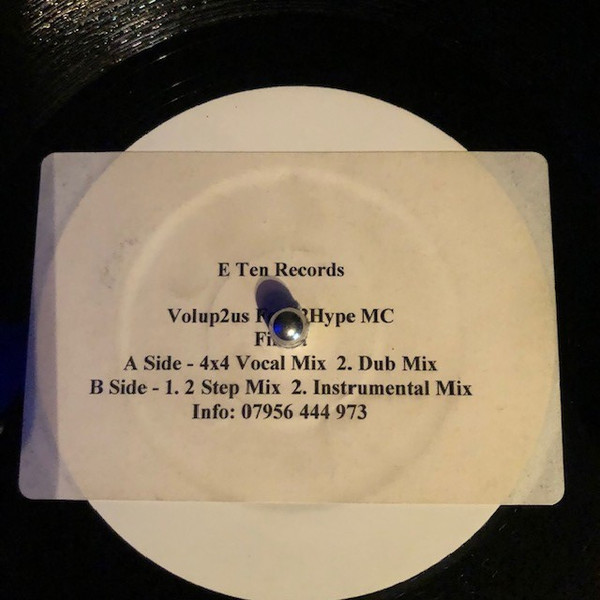 E Ten Records
Volup2us 2Hype MC
A Side - 4x4 Vocal Mix 2. Dub Mix
B Side - 1. 2 Step Mix 2. Instrumental Mix
Info: 07956 444 973